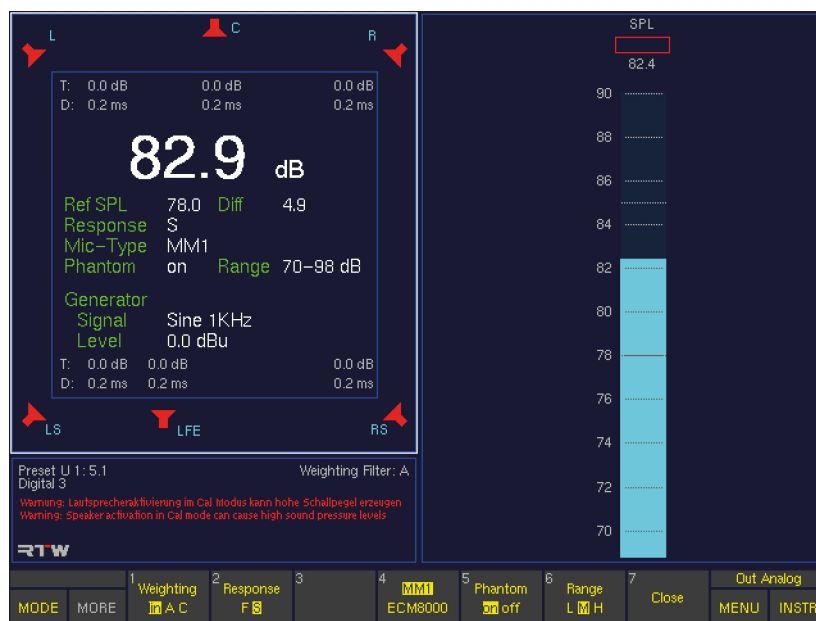 L C R
T: 0.0 dB 0.0 dB 0.0 dB
D: 0.2 ms 0.2 ms 0.2 ms
82.9 dB
Ref SPL 78.0 Diff 4.9
Response S
Mic-Type MM1
Phantom on Range 70-98 dB
Generator
Signal Sine 1KHz
Level 0.0 dBu
T: 0.0 dB 0.0 dB 0.0 dB
D: 0.2 ms 0.2 ms 0.2 ms
LS LFE RS
Preset U 1: 5.1 Weighting Filter: A
Digital 3
Warnung: Lautsprecheraktivierung im Cal Modus kann hohe Schallpegel erzeugen
Warning: Speaker activation in Cal mode can cause high sound pressure levels
RTW
SPL
82.4
90
88
86
84
82
80
78
76
74
72
70
1 Weighting 2 Response 3 4 MM1 5 Phantom 6 Range 7 Close Out Analog
MODE MORE lin A C F S ECM8000 on off L M H MENU INSTR